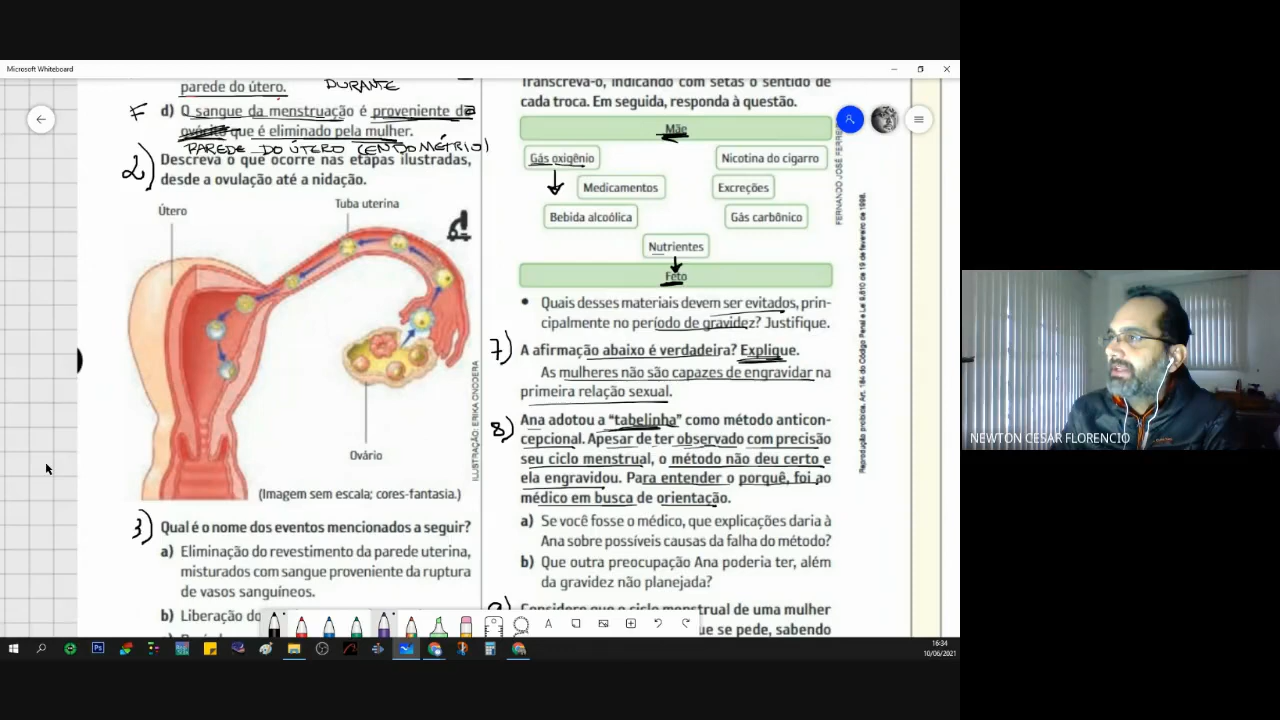 Microsoft Whiteboard
parede do útero.
DURANTE
F d) O sangue da menstruação é proveniente do
ovócito que é eliminado pela mulher.
PAREDE DO ÚTERO (ENDOMÉTRIO)
2) Descreva o que ocorre nas etapas ilustradas,
desde a ovulação até a nidação.
Útero
Tuba uterina
Ovário
(Imagem sem escala; cores-fantasia.)
ILUSTRAÇÃO: ERIKA ONODERA
3) Qual é o nome dos eventos mencionados a seguir?
a) Eliminação do revestimento da parede uterina,
misturados com sangue proveniente da ruptura
de vasos sanguíneos.
b) Liberação do
Transcreva-o, indicando com setas o sentido de
cada troca. Em seguida, responda à questão.
Mãe
Gás oxigênio
Nicotina do cigarro
Medicamentos
Excreções
Bebida alcoólica
Gás carbônico
Nutrientes
Feto
FERNANDO JOSÉ FERREI
• Quais desses materiais devem ser evitados, prin-
cipalmente no período de gravidez? Justifique.
7) A afirmação abaixo é verdadeira? Explique.
As mulheres não são capazes de engravidar na
primeira relação sexual.
8) Ana adotou a “tabelinha” como método anticon-
cepcional. Apesar de ter observado com precisão
seu ciclo menstrual, o método não deu certo e
ela engravidou. Para entender o porquê, foi ao
médico em busca de orientação.
a) Se você fosse o médico, que explicações daria à
Ana sobre possíveis causas da falha do método?
b) Que outra preocupação Ana poderia ter, além
da gravidez não planejada?
9) Considere que o ciclo menstrual de uma mulher
que se pede, sabendo
Reprodução proibida. Art. 184 do Código Penal e Lei 9.610 de 19 de fevereiro de 1998.
NEWTON CESAR FLORENCIO
16:34
10/06/2021